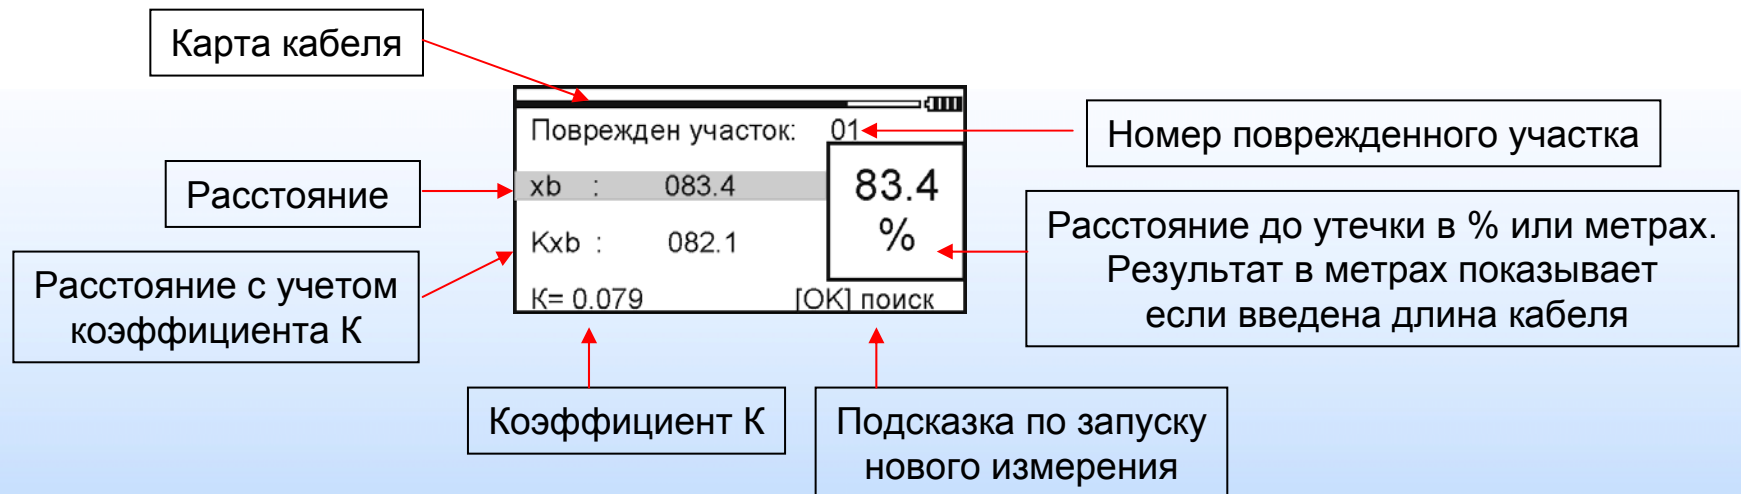 Карта кабеля
Поврежден участок: 01
Номер поврежденного участка
Расстояние
xb : 083.4
83.4
%
Kxb : 082.1
Расстояние до утечки в % или метрах.
Результат в метрах показывает
если введена длина кабеля
Расстояние с учетом
коэффициента К
К= 0.079
[OK] поиск
Коэффициент К
Подсказка по запуску
нового измерения